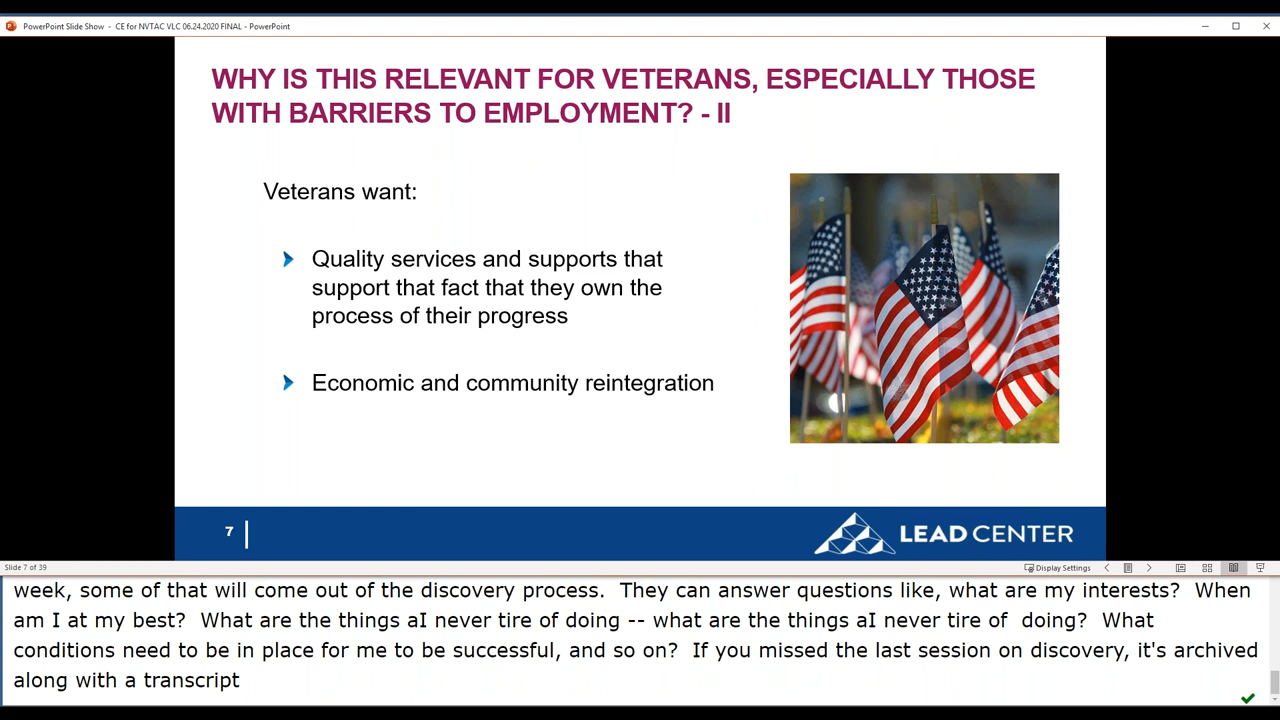 PowerPoint Slide Show - CE for NVTAC VLC 06.24.2020 FINAL - PowerPoint
WHY IS THIS RELEVANT FOR VETERANS, ESPECIALLY THOSE
WITH BARRIERS TO EMPLOYMENT? - II
Veterans want:
Quality services and supports that
support that fact that they own the
process of their progress
Economic and community reintegration
7
LEAD CENTER
Slide 7 of 39
Display Settings
week, some of that will come out of the discovery process.  They can answer questions like, what are my interests?  When
am I at my best?  What are the things aI never tire of doing -- what are the things aI never tire of  doing?  What
conditions need to be in place for me to be successful, and so on?  If you missed the last session on discovery, it's archived
along with a transcript